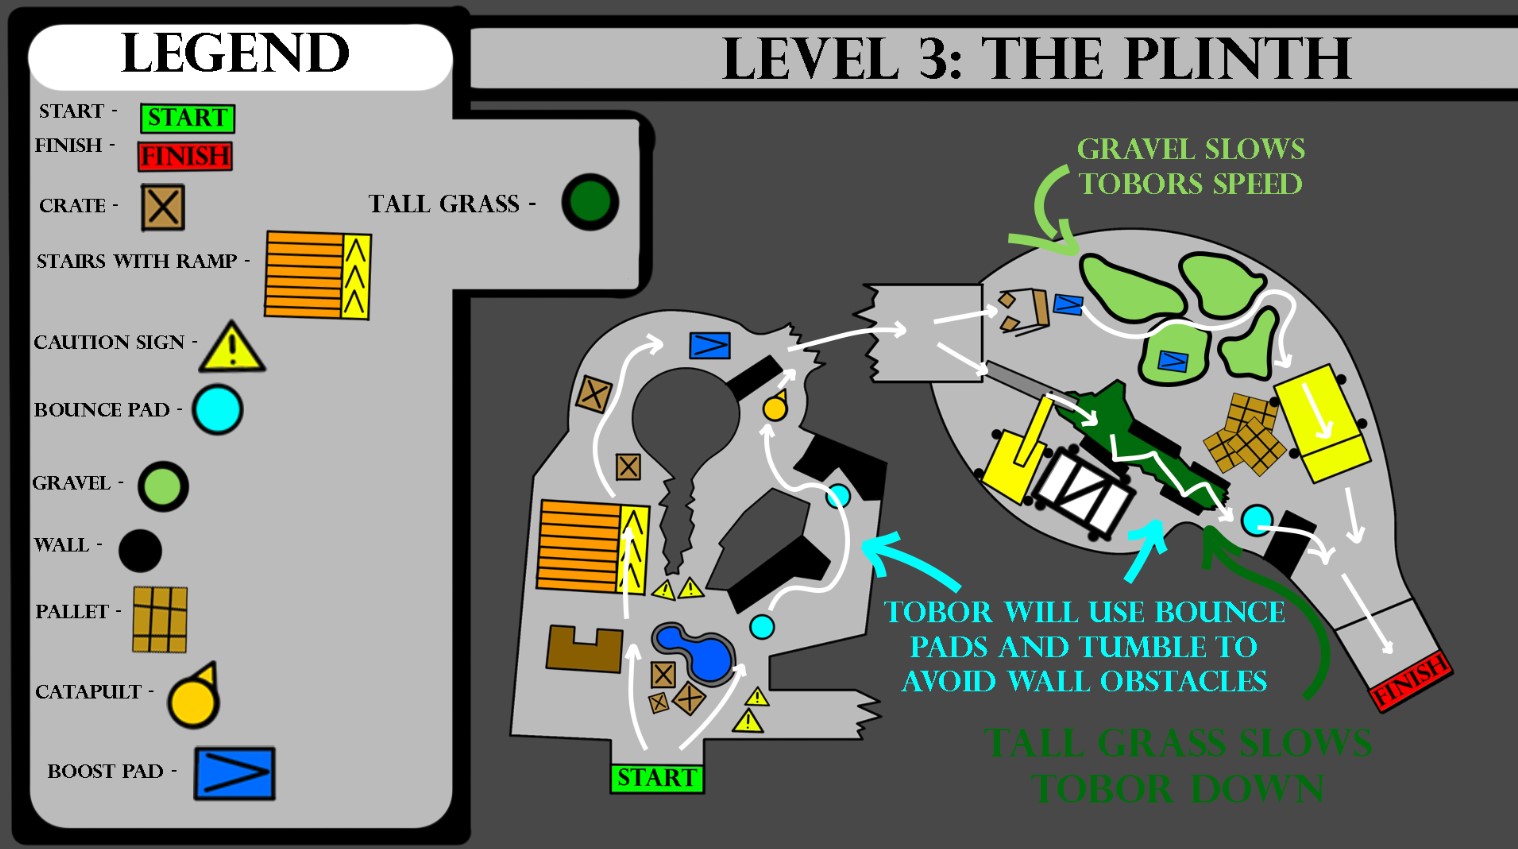 LEGEND
LEVEL 3: THE PLINTH
START - START
FINISH - FINISH
CRATE -
STAIRS WITH RAMP -
CAUTION SIGN -
BOUNCE PAD -
GRAVEL -
WALL -
PALLET -
CATAPULT -
BOOST PAD -
TALL GRASS -
GRAVEL SLOWS
TOBORS SPEED
TOBOR WILL USE BOUNCE
PADS AND TUMBLE TO
AVOID WALL OBSTACLES
TALL GRASS SLOWS
TOBOR DOWN
START
FINISH